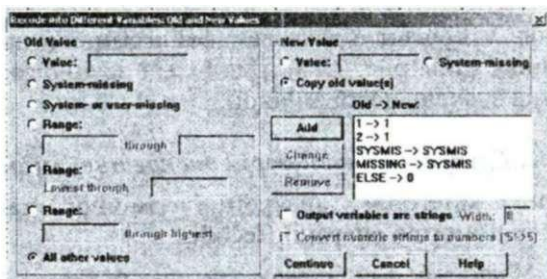 Recode into Different Variables: Old and New Values
Old Value
Value:
System-missing
System- or user-missing
Range:
through
Range:
Lowest through
Range:
through highest
All other values
New Value
Value:
System-missing
Copy old value(s)
Old -> New:
Add
Change
Remove
1 -> 1
2 -> 1
SYSMIS -> SYSMIS
MISSING -> SYSMIS
ELSE -> 0
Output variables are strings
Width: 8
Convert numeric strings to numbers ('5'->5)
Continue
Cancel
Help